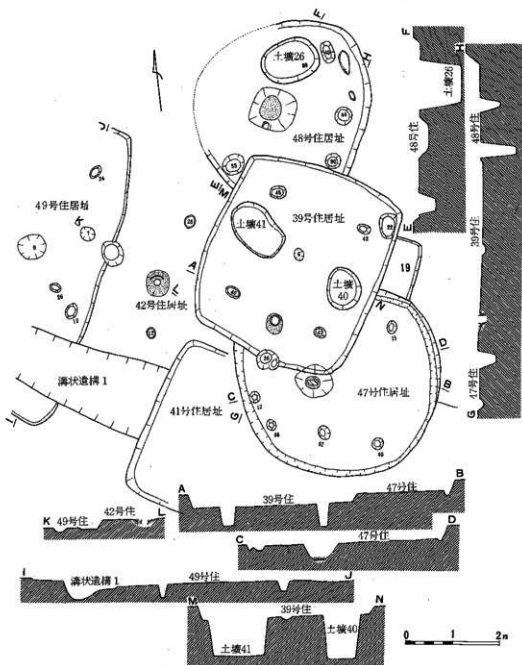 F
土壙26
H
48号住居址
J
E
M
49号住居址
K
39号住居址
土壙41
A
L
42号住居址
土壙40
19
N
溝状遺構1
D
B
41号住居址
C
G
47号住居址
I
F
土壙26
48号住
E
H
48号住
39号住
47号住
G
A
39号住
47号住
B
K
49号住
42号住
L
C
47号住
D
I
溝状遺構1
49号住
J
M
土壙41
39号住
土壙40
N
0 1 2m